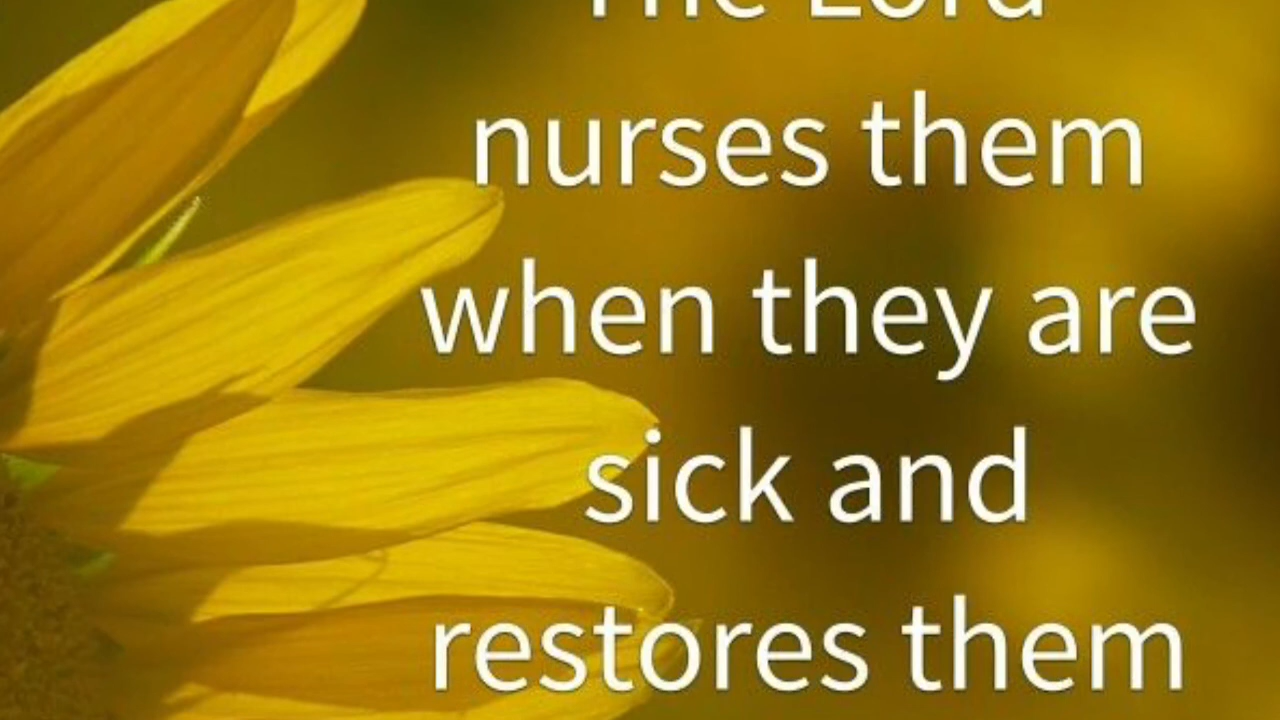 The Lord
nurses them
when they are
sick and
restores them